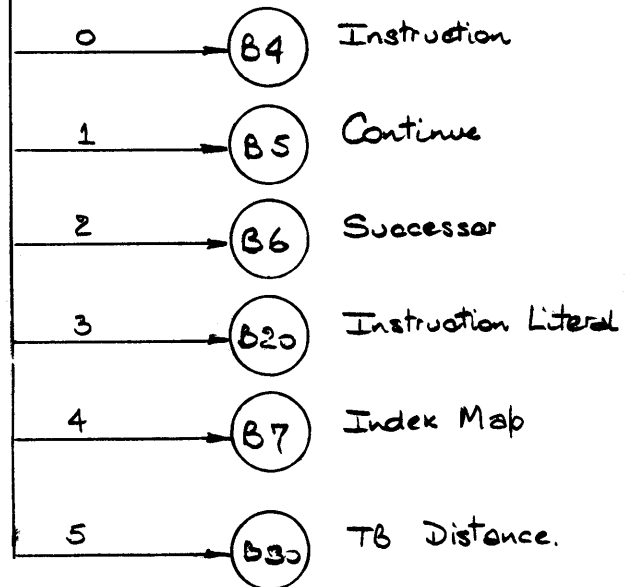 0 B4 Instruction
1 B5 Continue
2 B6 Successor
3 B20 Instruction Literal
4 B7 Index Map
5 B30 TB Distance.